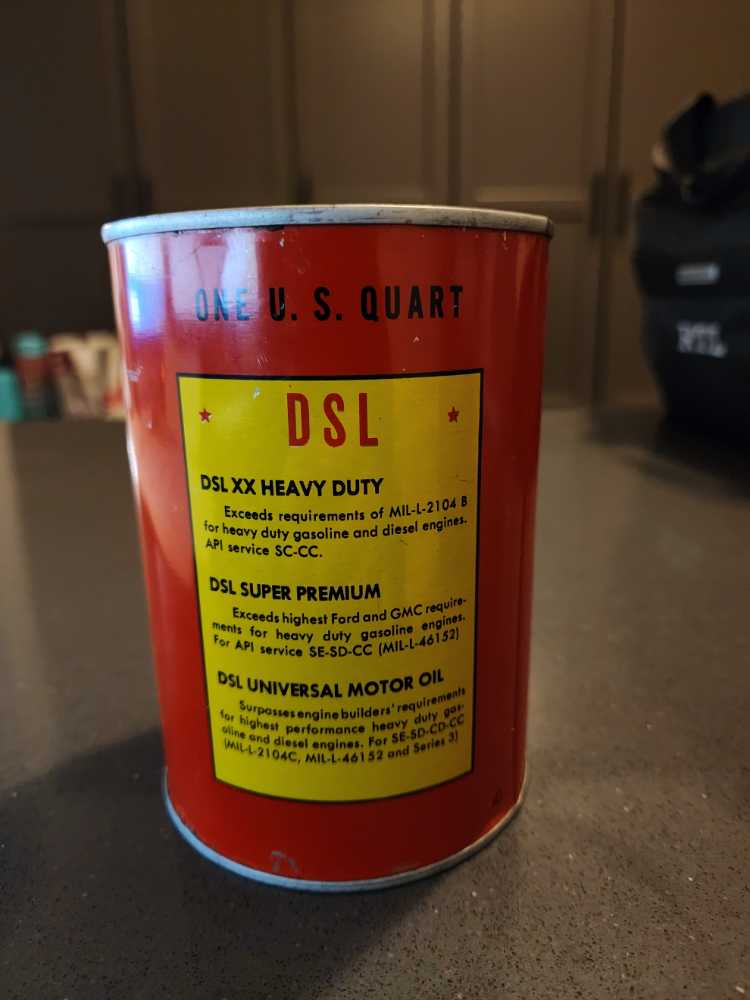 ONE U. S. QUART
DSL
DSL XX HEAVY DUTY
Exceeds requirements of MIL-L-2104 B
for heavy duty gasoline and diesel engines.
API service SC-CC.
DSL SUPER PREMIUM
Exceeds highest Ford and GMC require-
ments for heavy duty gasoline engines.
For API service SE-SD-CC (MIL-L-46152)
DSL UNIVERSAL MOTOR OIL
Surpasses engine builders' requirements
for highest performance heavy duty gas-
oline and diesel engines. For SE-SD-CD-CC
(MIL-L-2104C, MIL-L-46152 and Series 3)